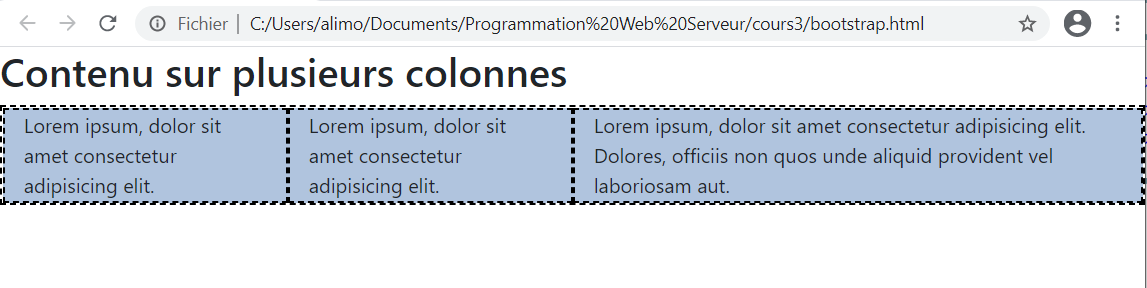 Fichier | C:/Users/alimo/Documents/Programmation%20Web%20Serveur/cours3/bootstrap.html
Contenu sur plusieurs colonnes
Lorem ipsum, dolor sit
amet consectetur
adipisicing elit.
Lorem ipsum, dolor sit
amet consectetur
adipisicing elit.
Lorem ipsum, dolor sit amet consectetur adipisicing elit.
Dolores, officiis non quos unde aliquid provident vel
laboriosam aut.